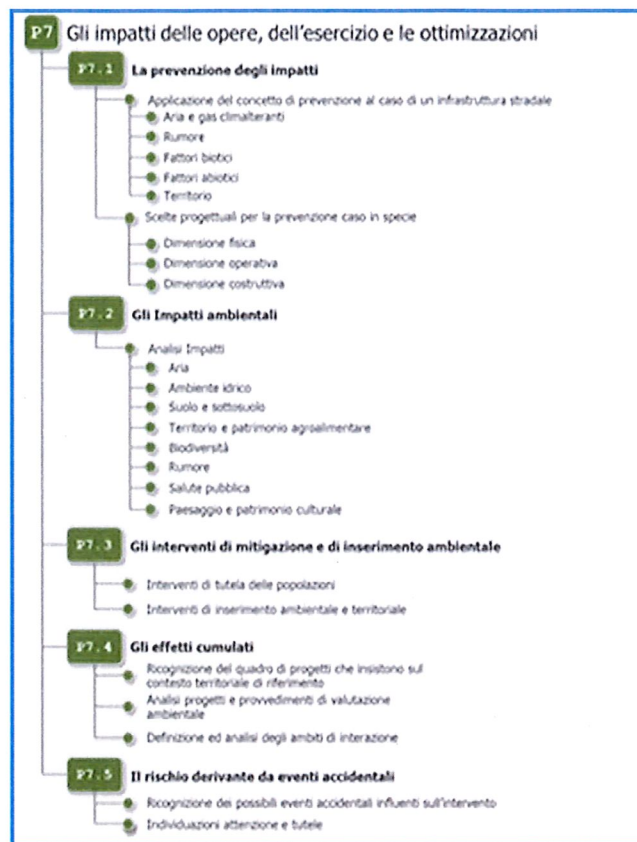 P7 Gli impatti delle opere, dell'esercizio e le ottimizzazioni
P7.1 La prevenzione degli impatti
Applicazione del concetto di prevenzione al caso di un infrastruttura stradale
Aria e gas climalteranti
Rumore
Fattori biotici
Fattori abiotici
Territorio
Scelte progettuali per la prevenzione caso in specie
Dimensione fisica
Dimensione operativa
Dimensione costruttiva
P7.2 Gli Impatti ambientali
Analisi Impatti
Aria
Ambiente idrico
Suolo e sottosuolo
Territorio e patrimonio agroalimentare
Biodiversità
Rumore
Salute pubblica
Paesaggio e patrimonio culturale
P7.3 Gli interventi di mitigazione e di inserimento ambientale
Interventi di tutela delle popolazioni
Interventi di inserimento ambientale e territoriale
P7.4 Gli effetti cumulati
Ricognizione del quadro di progetti che insistono sul
contesto territoriale di riferimento
Analisi progetti e provvedimenti di valutazione
ambientale
Definizione ed analisi degli ambiti di interazione
P7.5 Il rischio derivante da eventi accidentali
Ricognizione dei possibili eventi accidentali influenti sull'intervento
Individuazioni attenzione e tutele